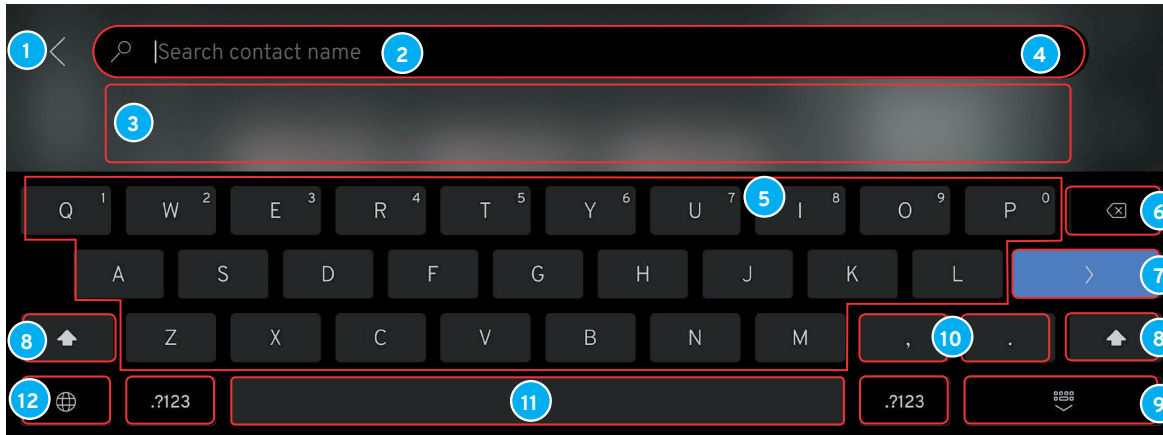 1 Search contact name 2 4
3
Q 1 W 2 E 3 R 4 T 5 Y 6 U 7 5 I 8 O 9 P 0 6
A S D F G H J K L 7
8 Z X C V B N M , 10 . 8
12 .?123 11 .?123 9